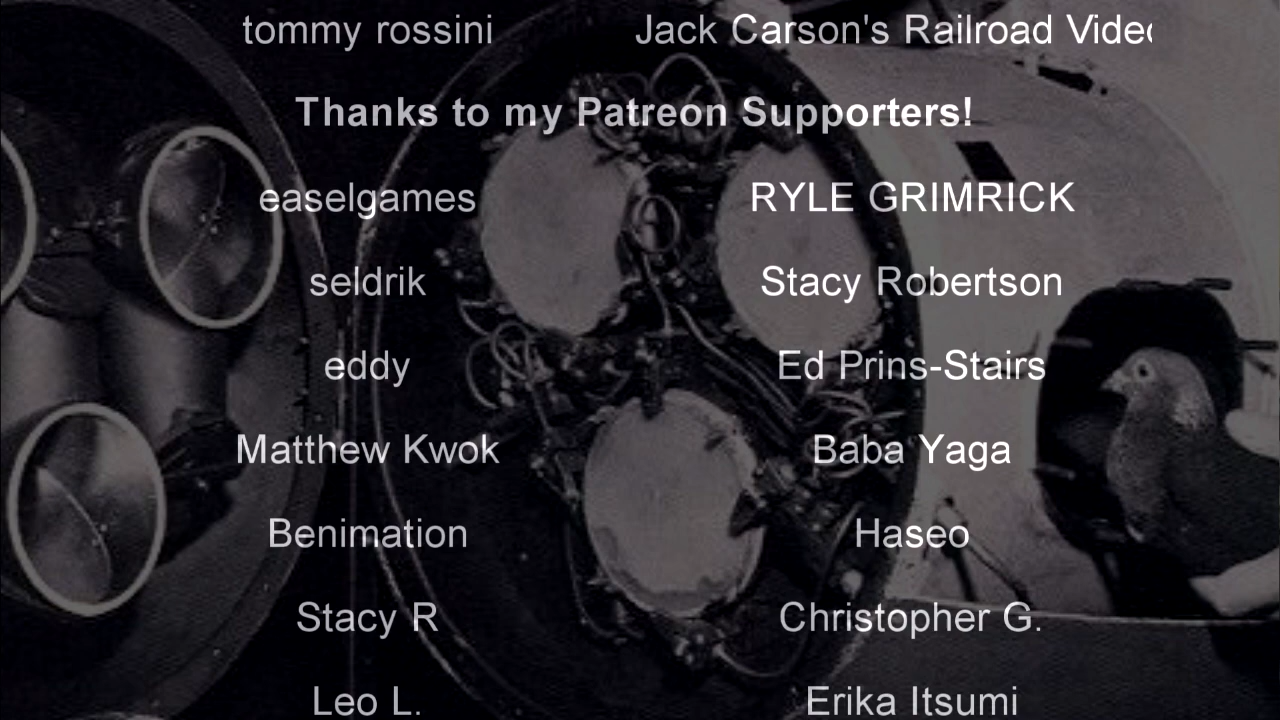 tommy rossini Jack Carson's Railroad
Thanks to my Patreon Supporters!
easelgames RYLE GRIMRICK
seldrik Stacy Robertson
eddy Ed Prins-Stairs
Matthew Kwok Baba Yaga
Benimation Haseo
Stacy R Christopher G.
Leo L. Erika Itsumi